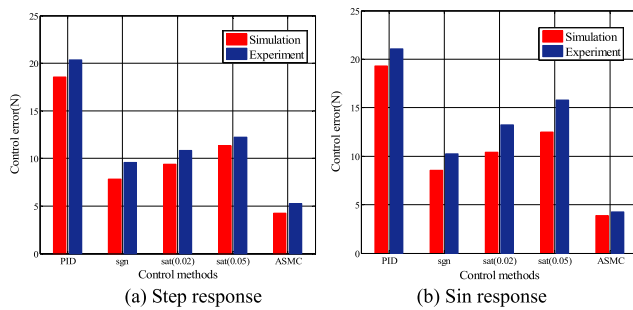 25
20
15
10
5
0
Control error(N)
Simulation
Experiment
PID
sgn
sat(0.02)
sat(0.05)
ASMC
Control methods
(a) Step response
25
20
15
10
5
0
Control error(N)
Simulation
Experiment
PID
sgn
sat(0.02)
sat(0.05)
ASMC
Control methods
(b) Sin response